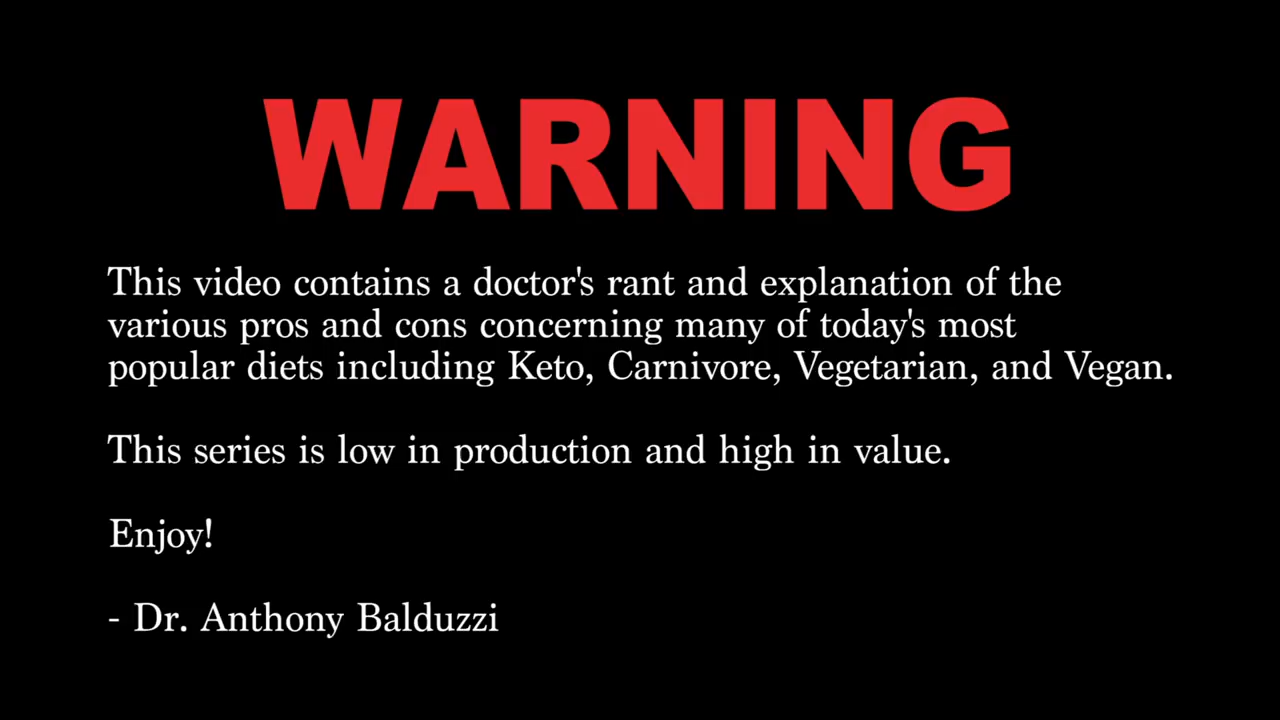 WARNING
This video contains a doctor's rant and explanation of the
various pros and cons concerning many of today's most
popular diets including Keto, Carnivore, Vegetarian, and Vegan.
This series is low in production and high in value.
Enjoy!
- Dr. Anthony Balduzzi